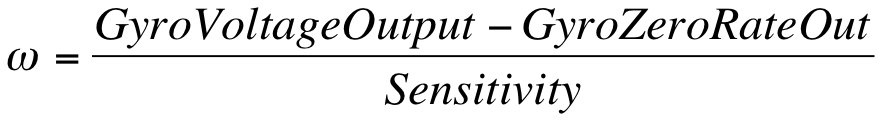 ω = GyroVoltageOutput − GyroZeroRateOut
Sensitivity